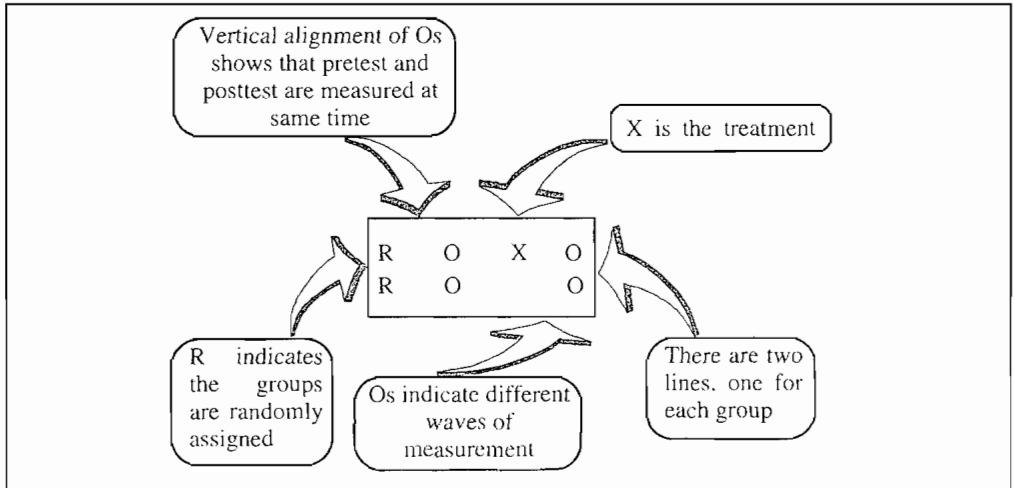 Vertical alignment of Os
shows that pretest and
posttest are measured at
same time
X is the treatment
R O X O
R O O
R indicates
the groups
are randomly
assigned
Os indicate different
waves of
measurement
There are two
lines, one for
each group